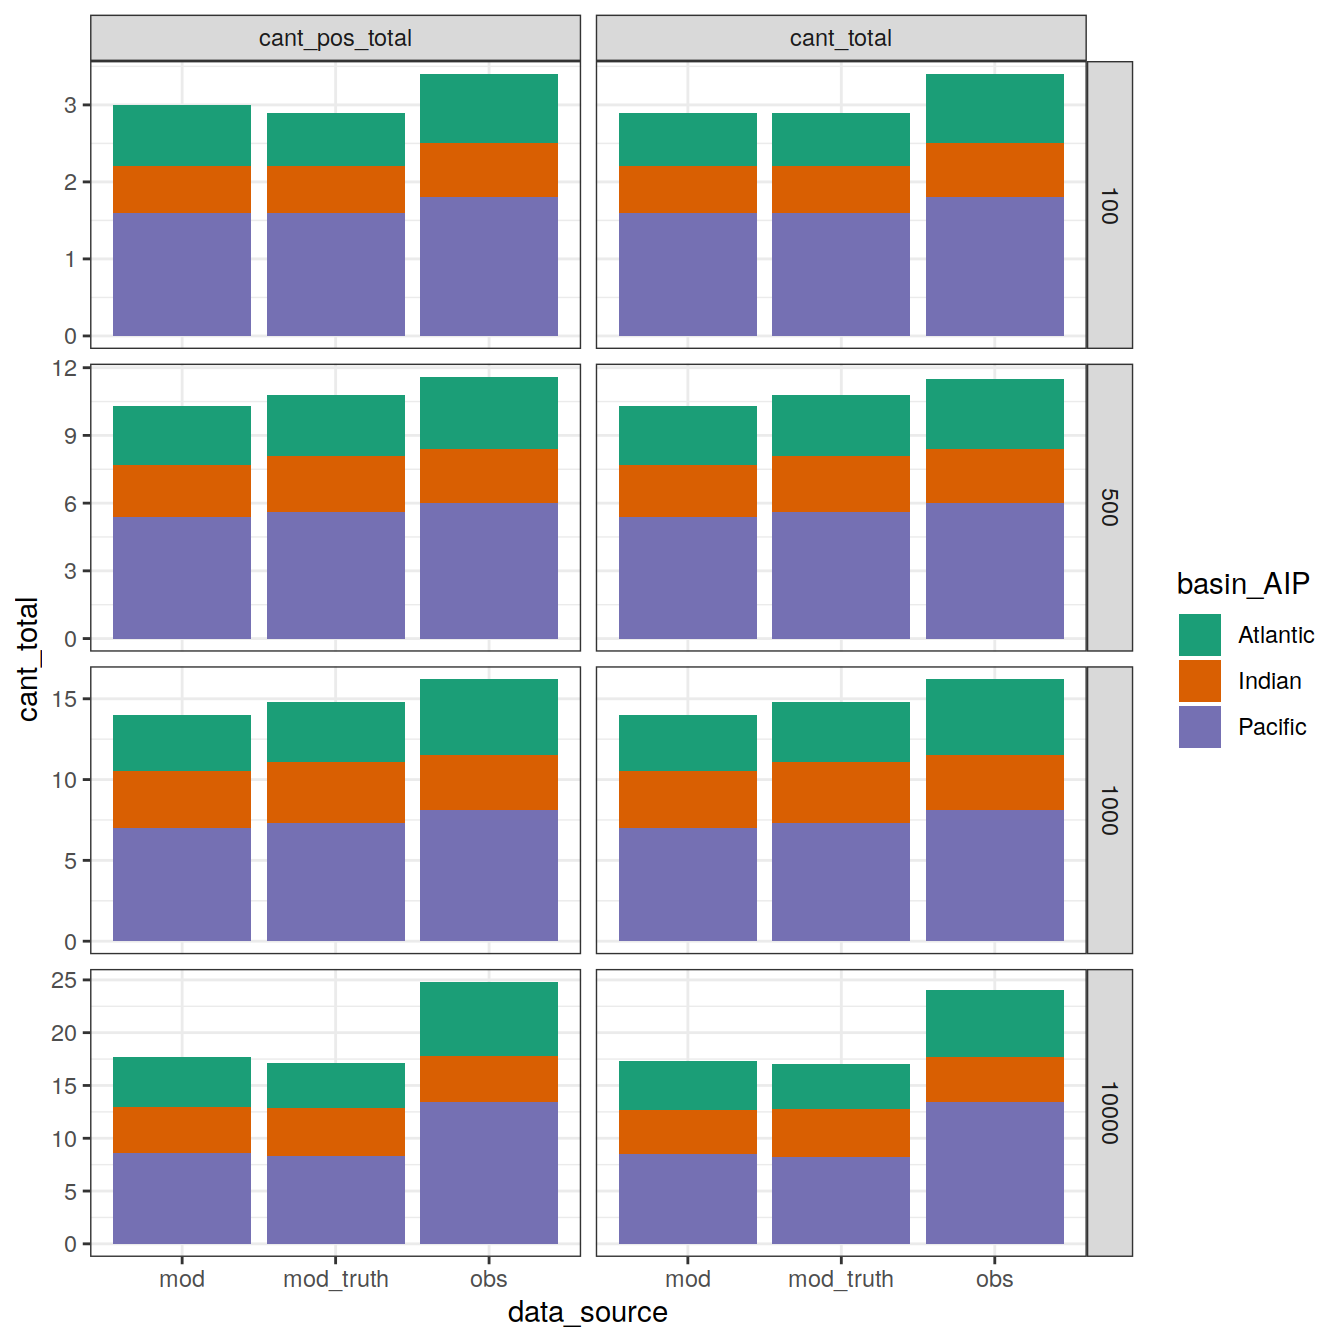 cant_pos_total
cant_total
3
2
1
0
100
12
9
6
3
0
500
15
10
5
0
1000
25
20
15
10
5
0
10000
cant_total
mod
mod_truth
obs
mod
mod_truth
obs
data_source
basin_AIP
Atlantic
Indian
Pacific